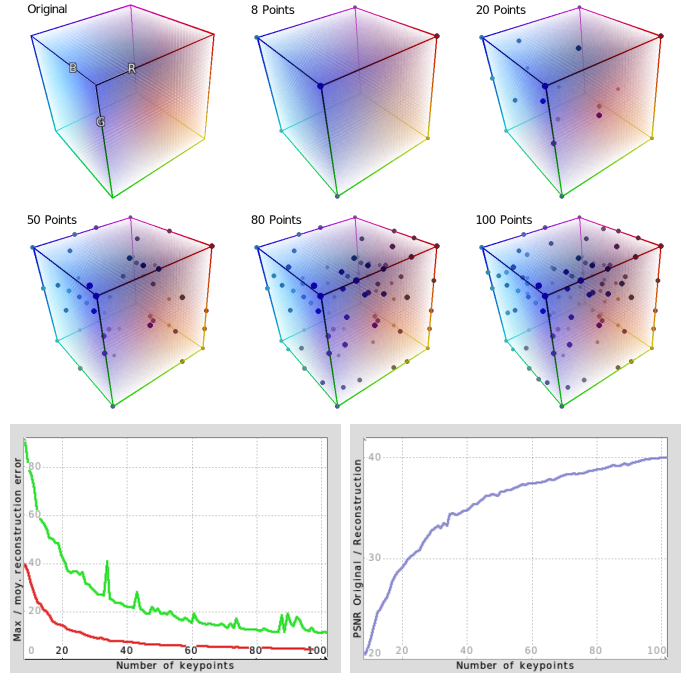 Original
8 Points
20 Points
B
R
G
50 Points
80 Points
100 Points
Max / moy. reconstruction error
80
60
40
20
0
20
40
60
80
100
Number of keypoints
PSNR Original / Reconstruction
40
30
20
20
40
60
80
100
Number of keypoints